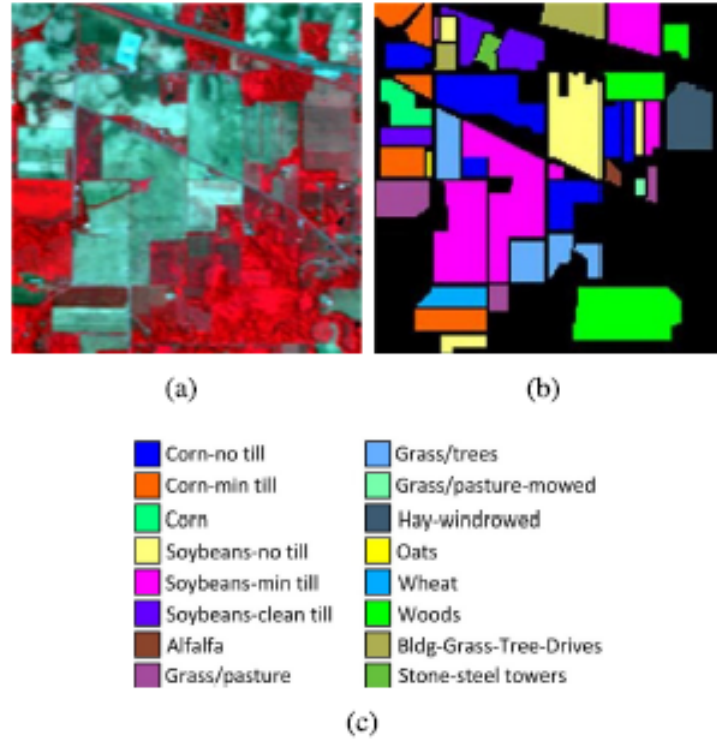 (a)
(b)
Corn-no till
Corn-min till
Corn
Soybeans-no till
Soybeans-min till
Soybeans-clean till
Alfalfa
Grass/pasture
Grass/trees
Grass/pasture-mowed
Hay-windrowed
Oats
Wheat
Woods
Bldg-Grass-Tree-Drives
Stone-steel towers
(c)